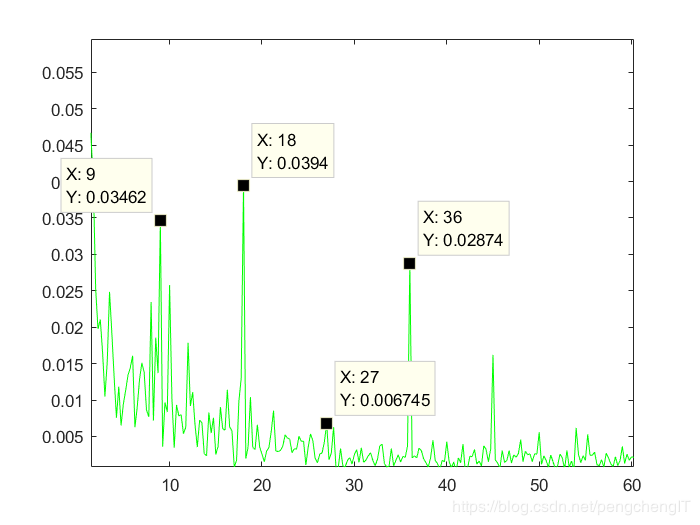 0.055
0.05
0.045
0.04
0.035
0.03
0.025
0.02
0.015
0.01
0.005
X: 9
Y: 0.03462
X: 18
Y: 0.0394
X: 36
Y: 0.02874
X: 27
Y: 0.006745
10
20
30
40
50
60
https://blog.csdn.net/pengchengIT